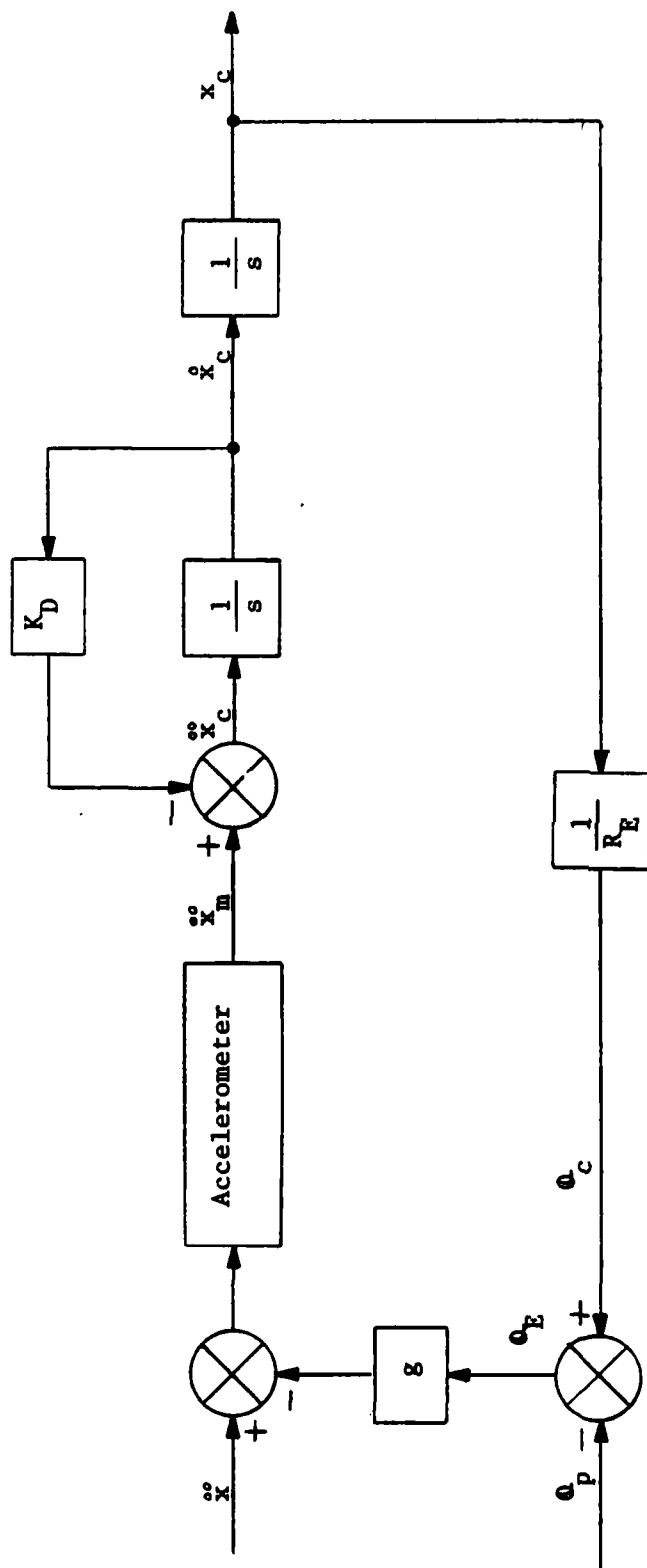 ẍ
+
−
Accelerometer
ẍ_m
+
−
ẍ_c
K_D
1
s
ẋ_c
1
s
x_c
g
Θ_E
Θ_p
−
+
Θ_c
1
R_E